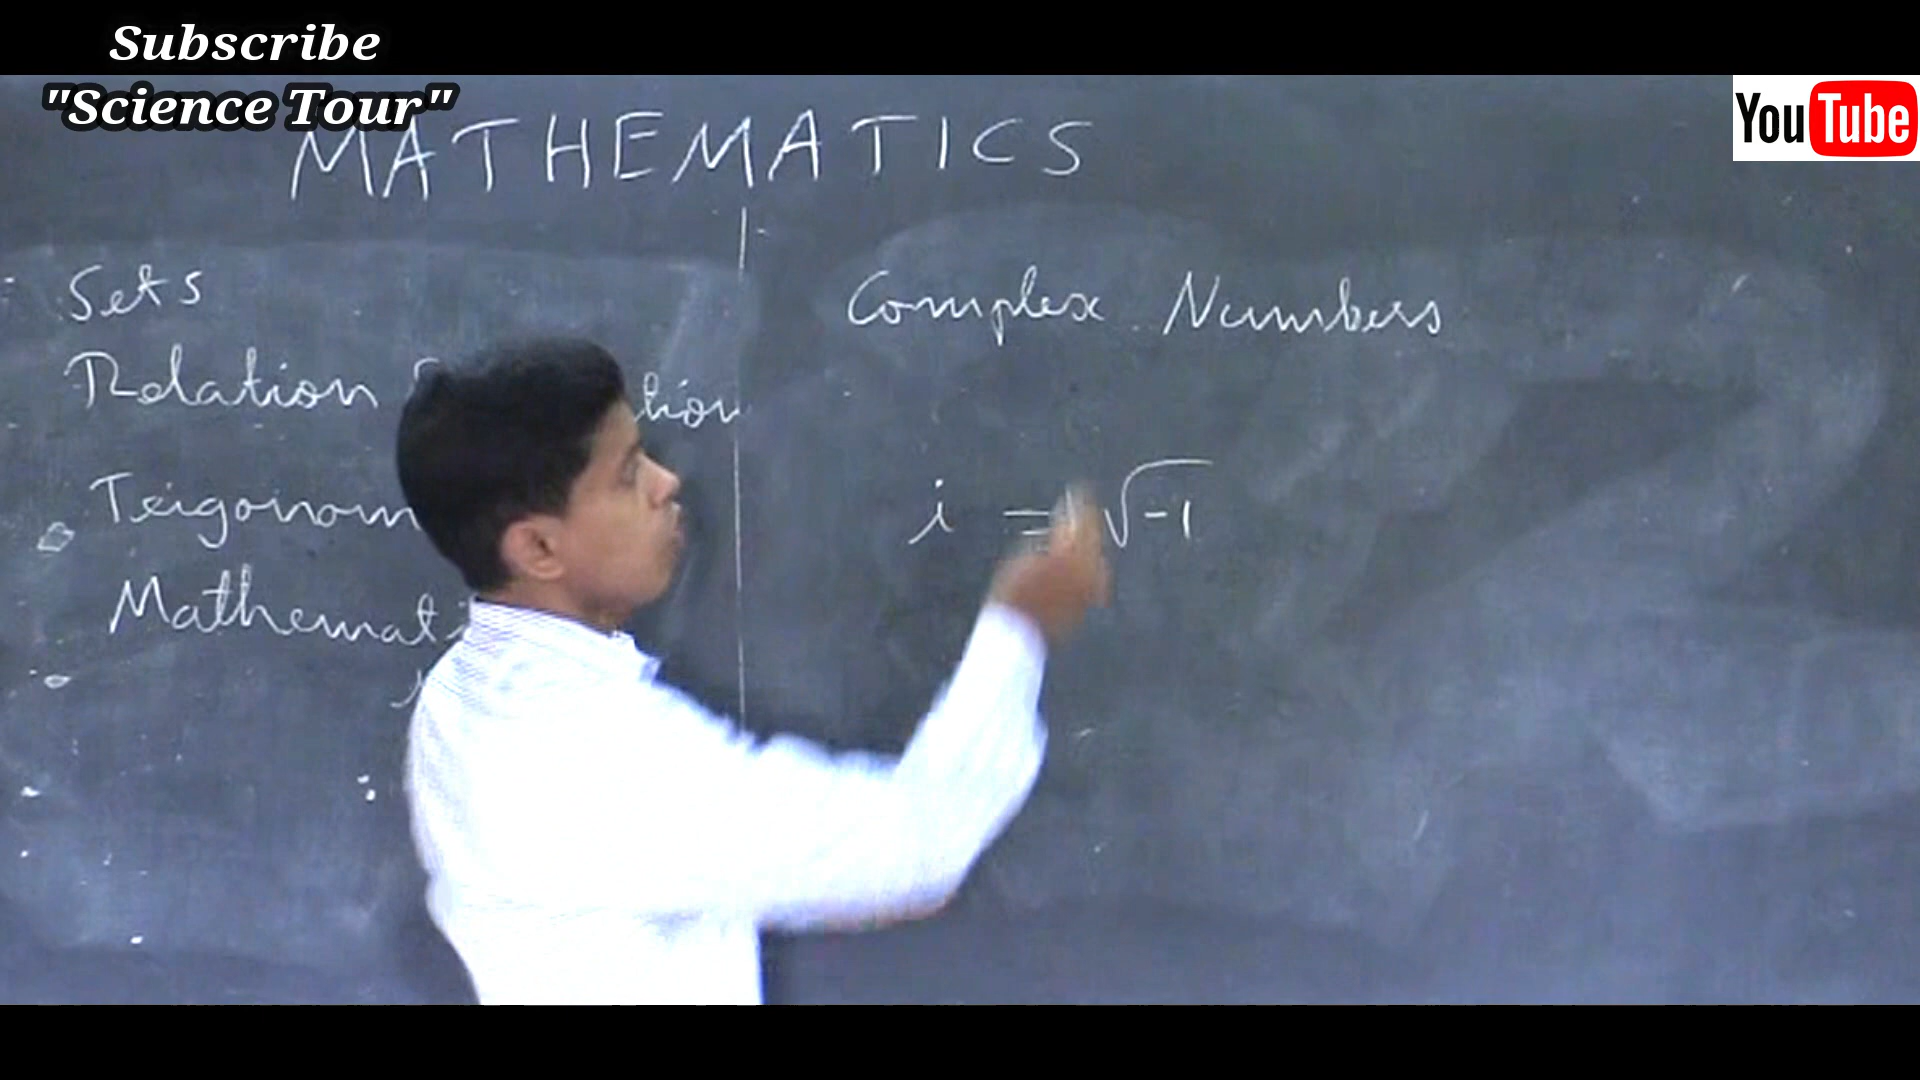 Subscribe
"Science Tour"
YouTube
MATHEMATICS
Sets
Relation
Complex Numbers
i = √-1